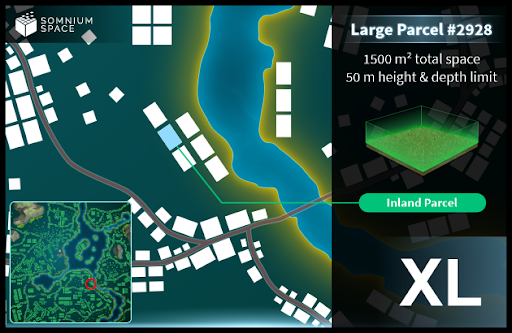 SOMNIUM
SPACE
Large Parcel #2928
1500 m² total space
50 m height & depth limit
Inland Parcel
XL